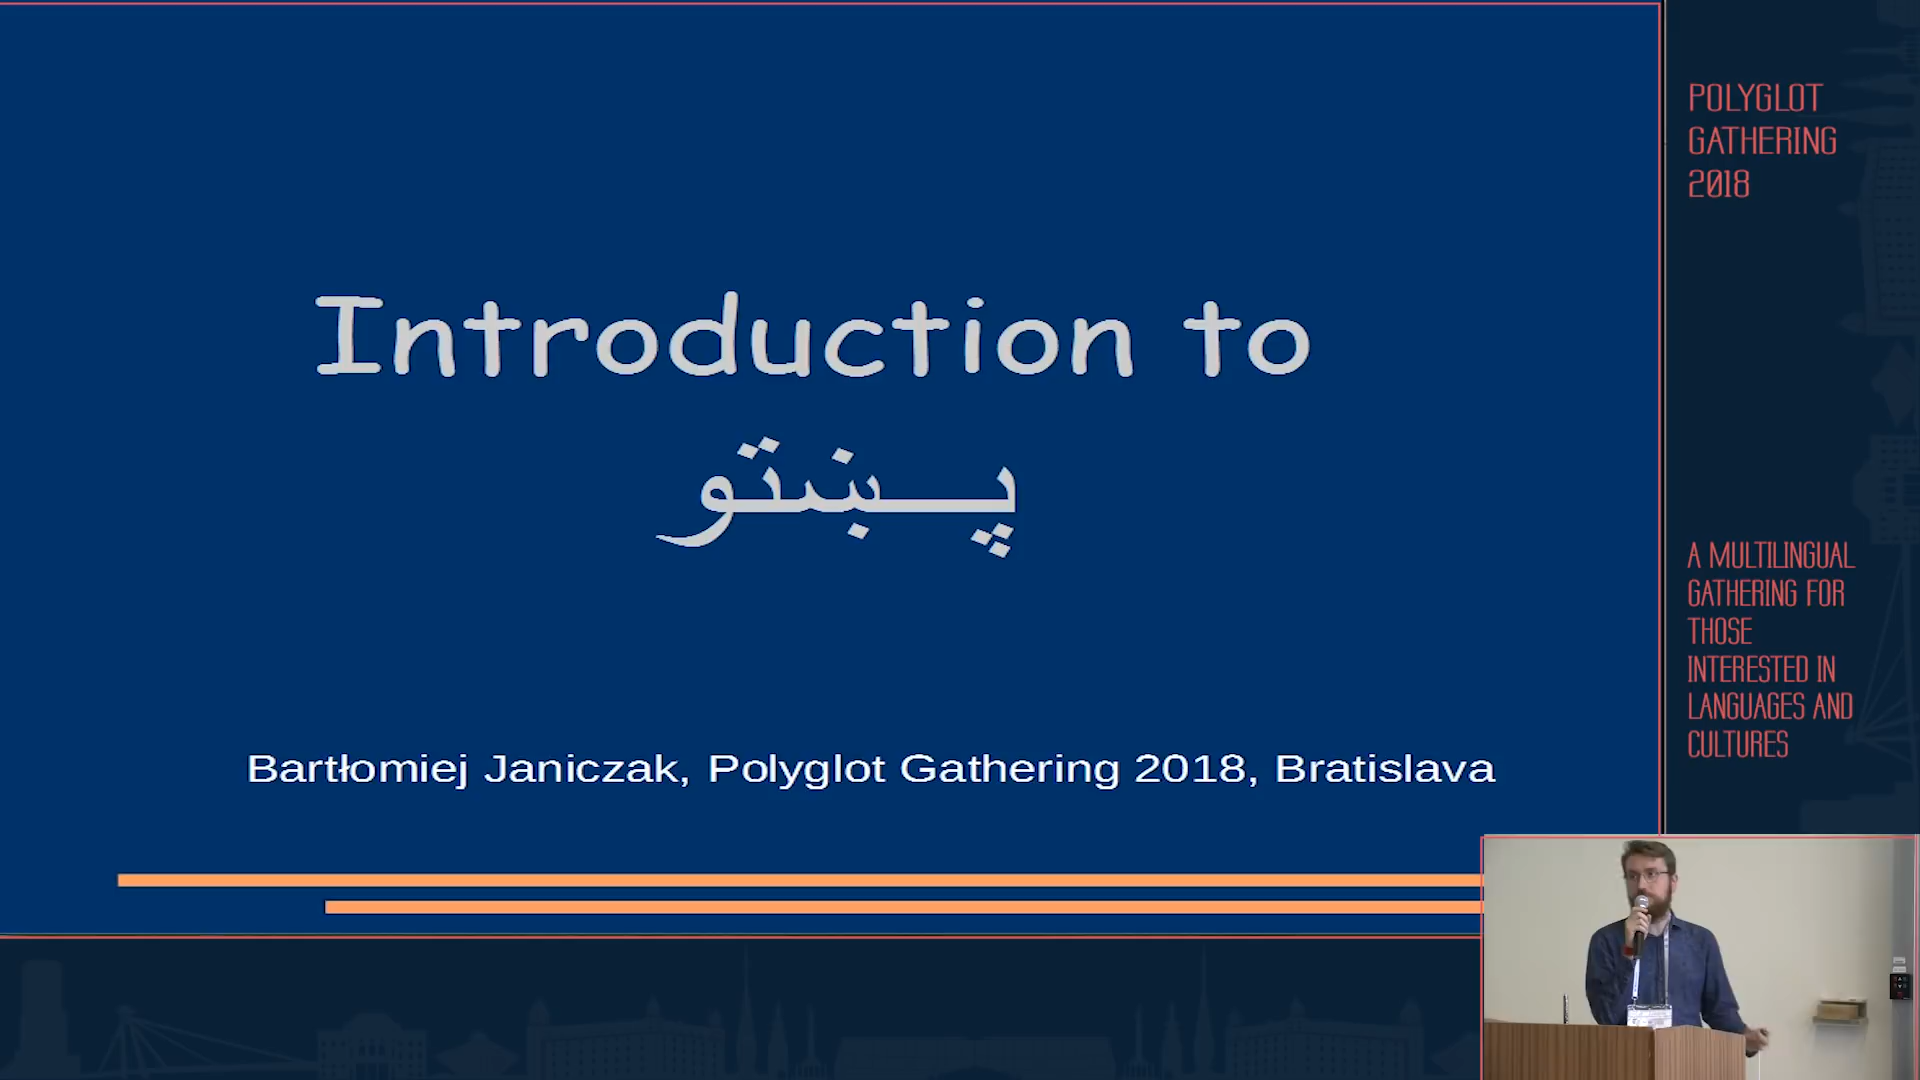 Introduction to
پښتو
Bartłomiej Janiczak, Polyglot Gathering 2018, Bratislava
POLYGLOT
GATHERING
2018
A MULTILINGUAL
GATHERING FOR
THOSE
INTERESTED IN
LANGUAGES AND
CULTURES